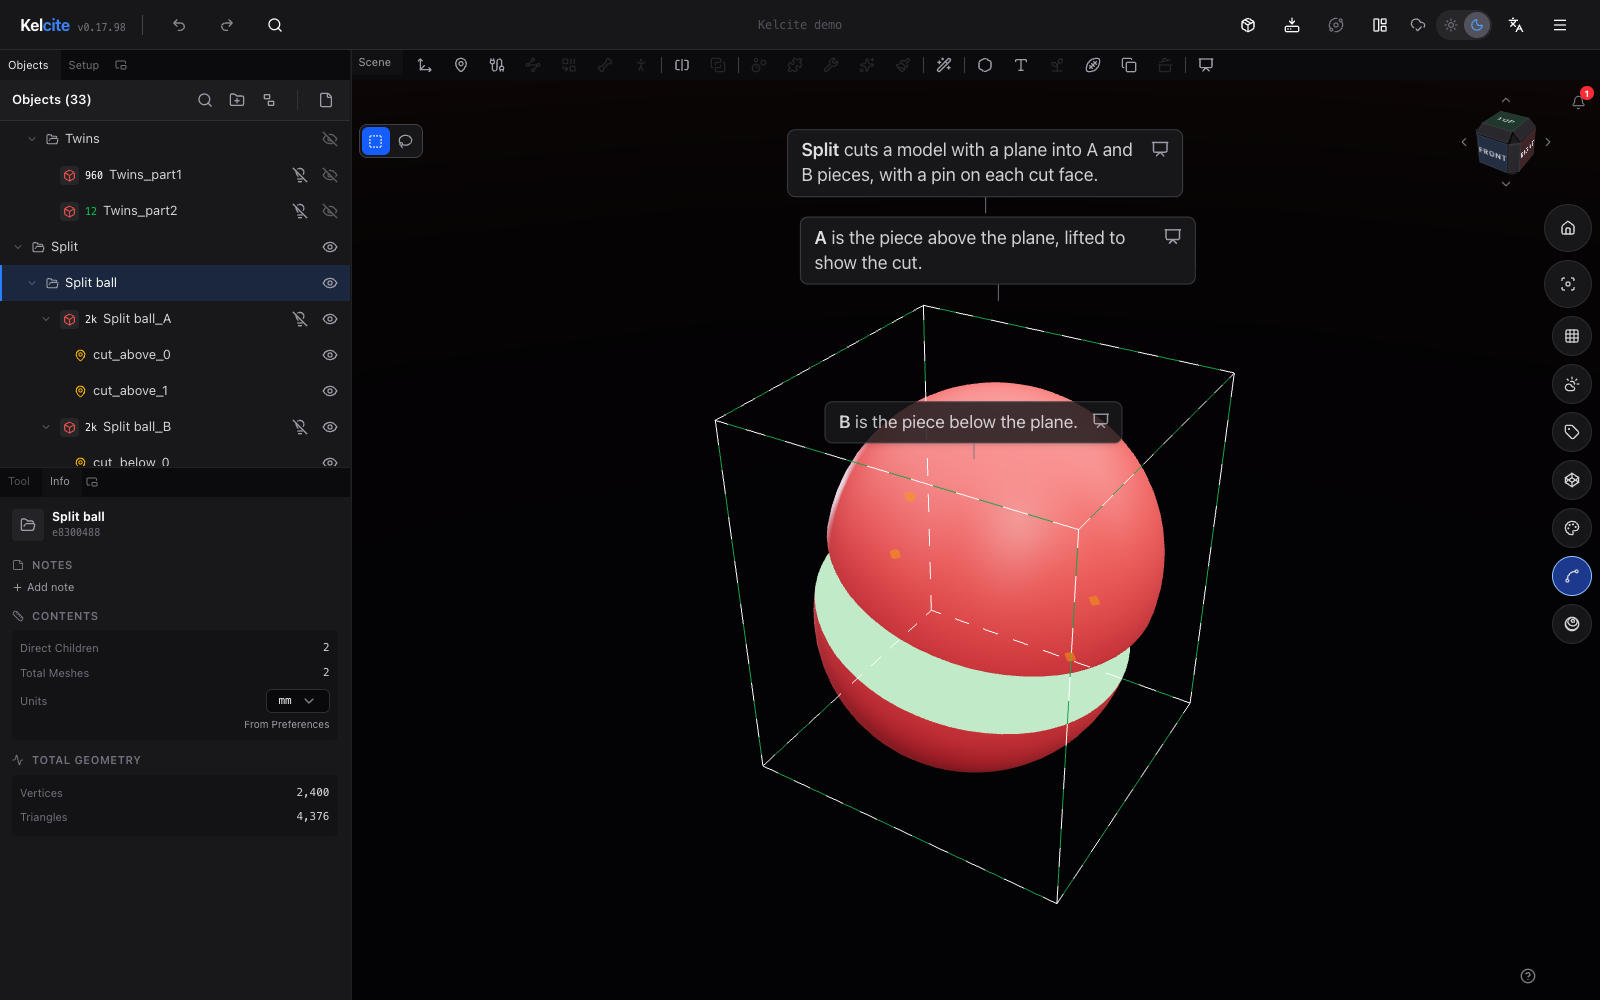 Kelcite v0.17.98
Kelcite demo
Objects
Setup
Scene
Objects (33)
Twins
960 Twins_part1
12 Twins_part2
Split
Split ball
2k Split ball_A
cut_above_0
cut_above_1
2k Split ball_B
cut_below_0
Tool
Info
Split ball
e8300488
NOTES
+ Add note
CONTENTS
Direct Children 2
Total Meshes 2
Units mm
From Preferences
TOTAL GEOMETRY
Vertices 2,400
Triangles 4,376
Split cuts a model with a plane into A and
B pieces, with a pin on each cut face.
A is the piece above the plane, lifted to
show the cut.
B is the piece below the plane.
1
TOP
FRONT